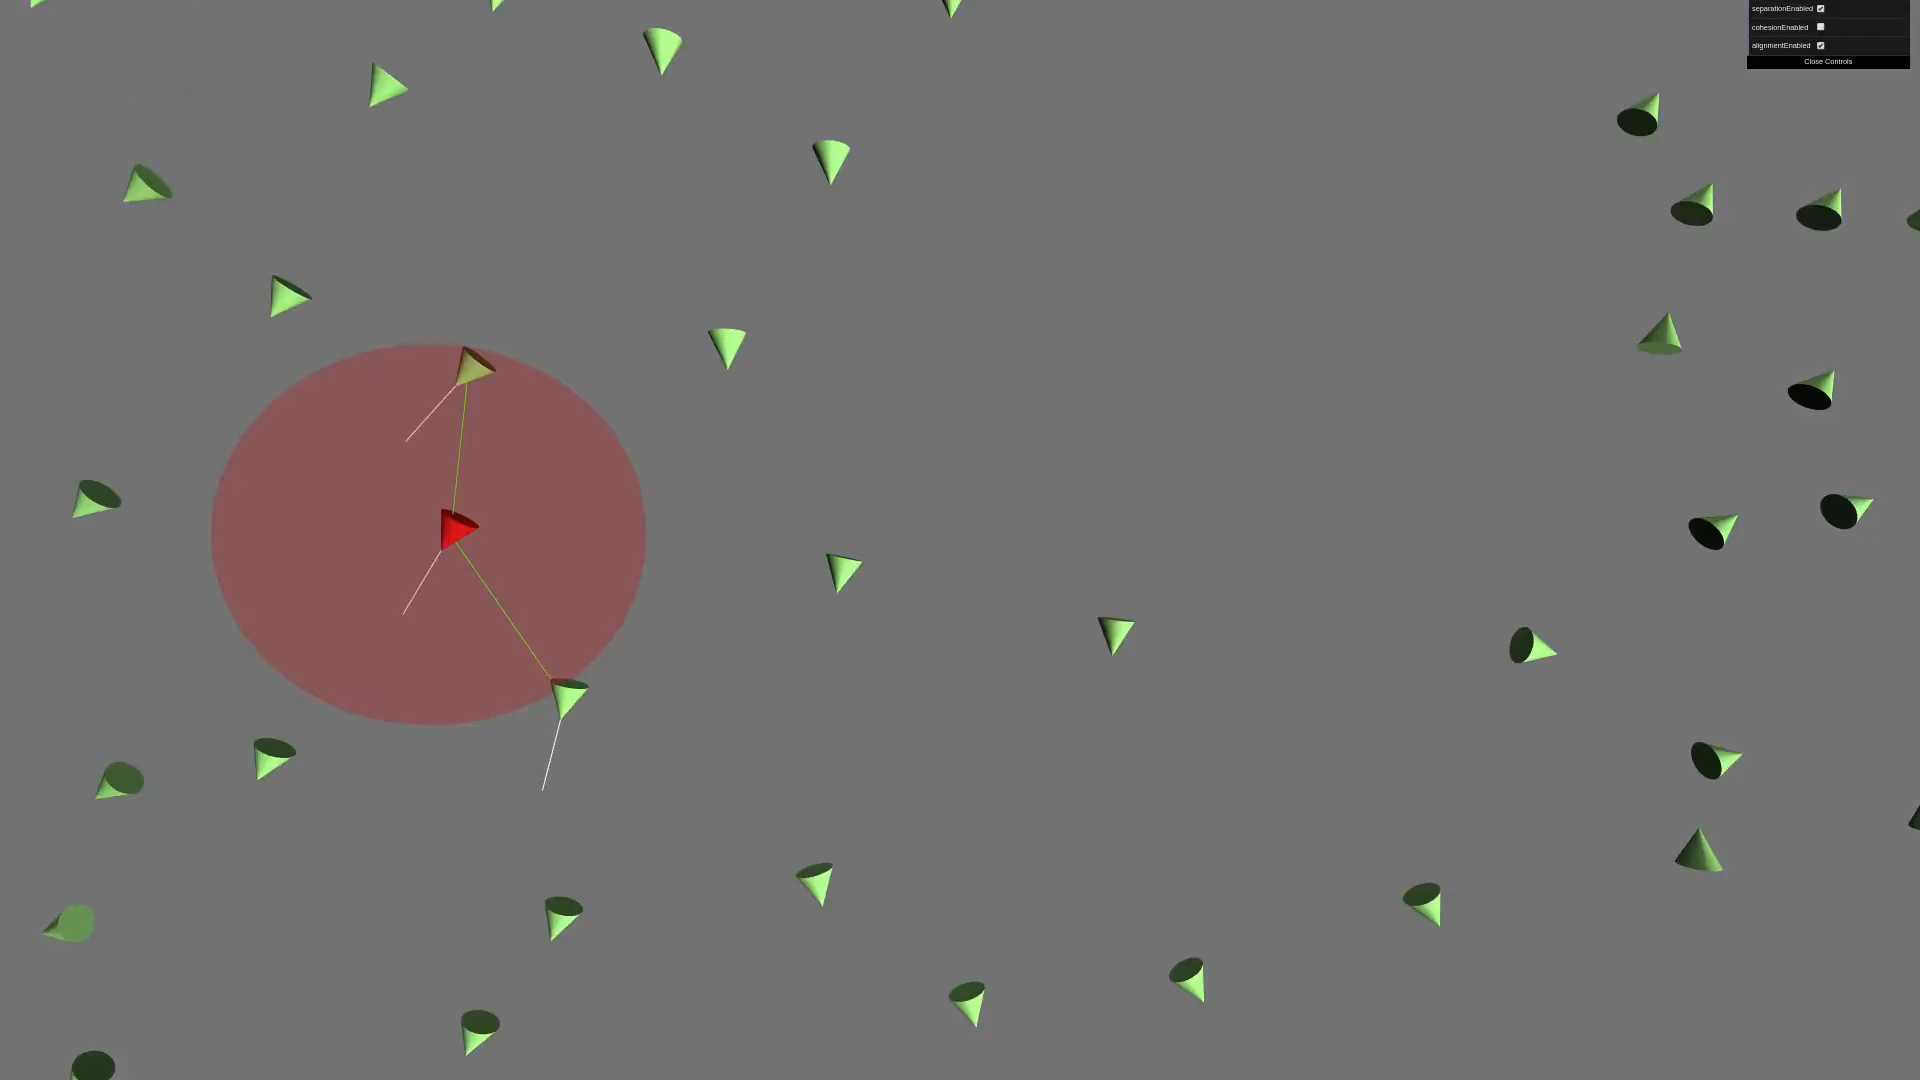 separationEnabled
cohesionEnabled
alignmentEnabled
Close Controls